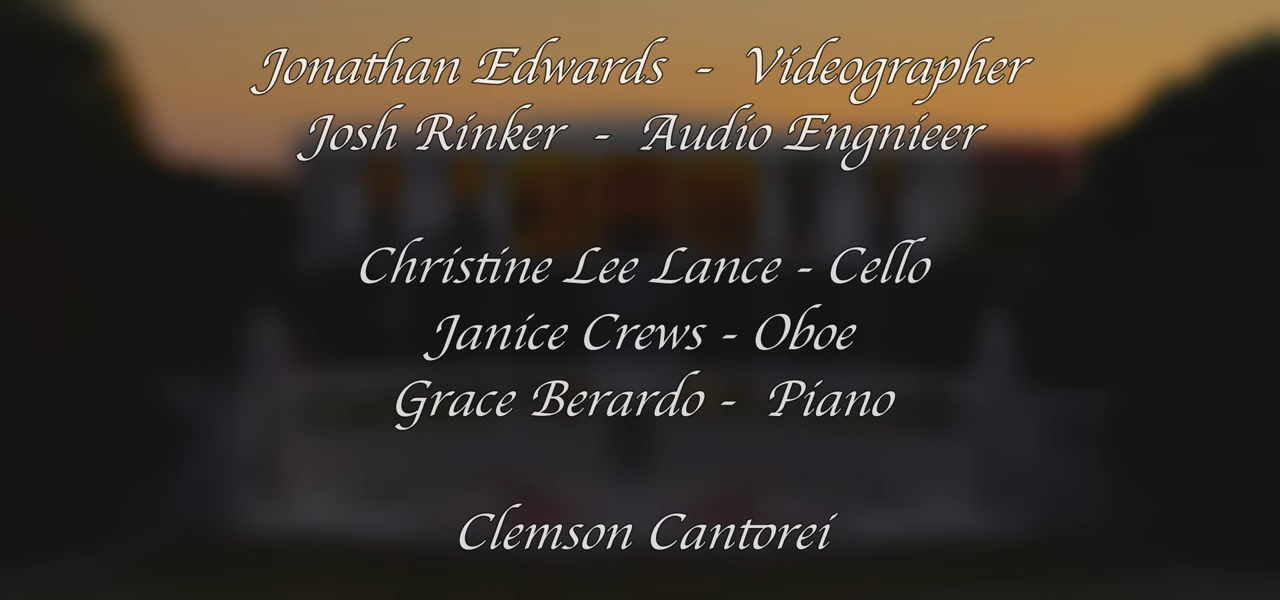 Jonathan Edwards - Videographer
Josh Rinker - Audio Engnieer
Christine Lee Lance - Cello
Janice Crews - Oboe
Grace Berardo - Piano
Clemson Cantorei